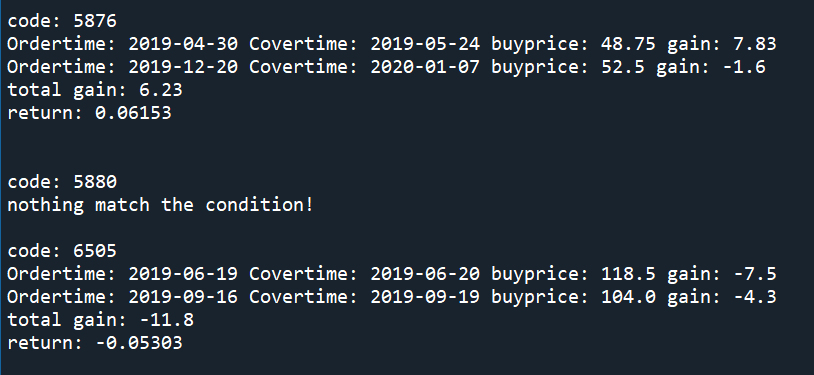 code: 5876
Ordertime: 2019-04-30 Covertime: 2019-05-24 buyprice: 48.75 gain: 7.83
Ordertime: 2019-12-20 Covertime: 2020-01-07 buyprice: 52.5 gain: -1.6
total gain: 6.23
return: 0.06153
code: 5880
nothing match the condition!
code: 6505
Ordertime: 2019-06-19 Covertime: 2019-06-20 buyprice: 118.5 gain: -7.5
Ordertime: 2019-09-16 Covertime: 2019-09-19 buyprice: 104.0 gain: -4.3
total gain: -11.8
return: -0.05303